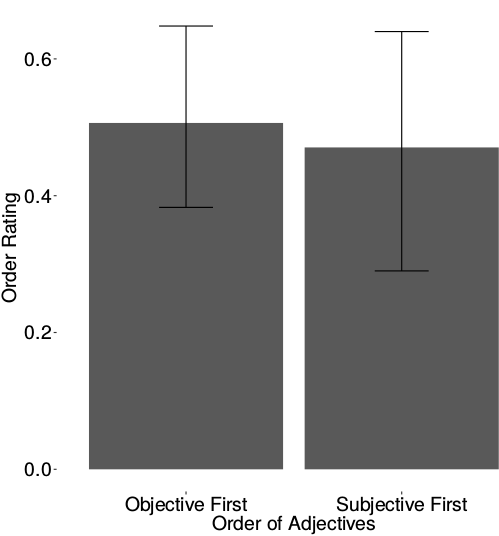 0.6
0.4
0.2
0.0
Order Rating
Objective First
Subjective First
Order of Adjectives